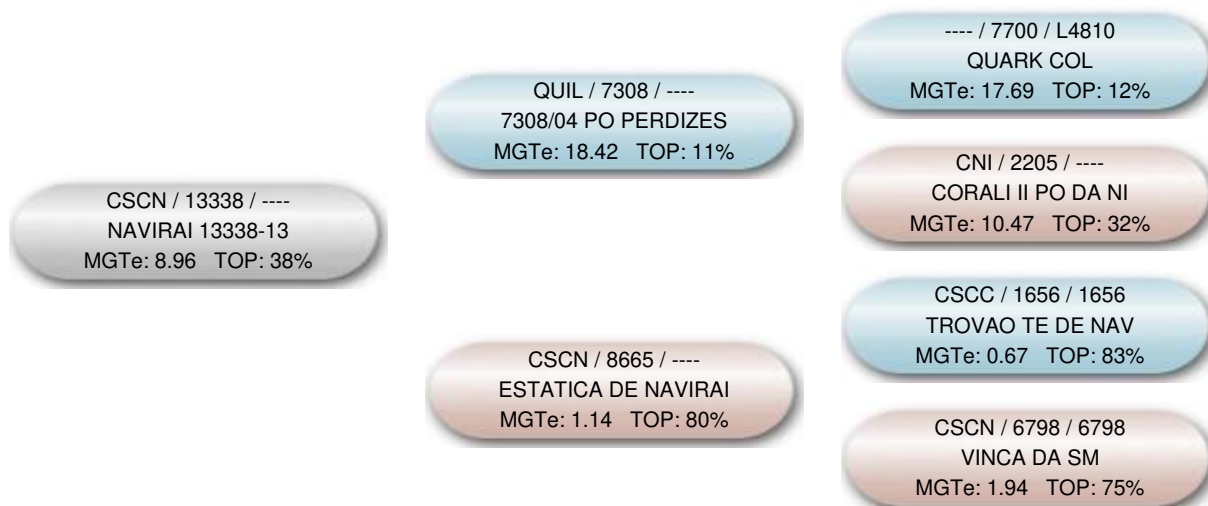 ---- / 7700 / L4810
QUARK COL
MGTe: 17.69 TOP: 12%
QUIL / 7308 / ----
7308/04 PO PERDIZES
MGTe: 18.42 TOP: 11%
CNI / 2205 / ----
CORALI II PO DA NI
MGTe: 10.47 TOP: 32%
CSCN / 13338 / ----
NAVIRAI 13338-13
MGTe: 8.96 TOP: 38%
CSCC / 1656 / 1656
TROVAO TE DE NAV
MGTe: 0.67 TOP: 83%
CSCN / 8665 / ----
ESTATICA DE NAVIRAI
MGTe: 1.14 TOP: 80%
CSCN / 6798 / 6798
VINCA DA SM
MGTe: 1.94 TOP: 75%